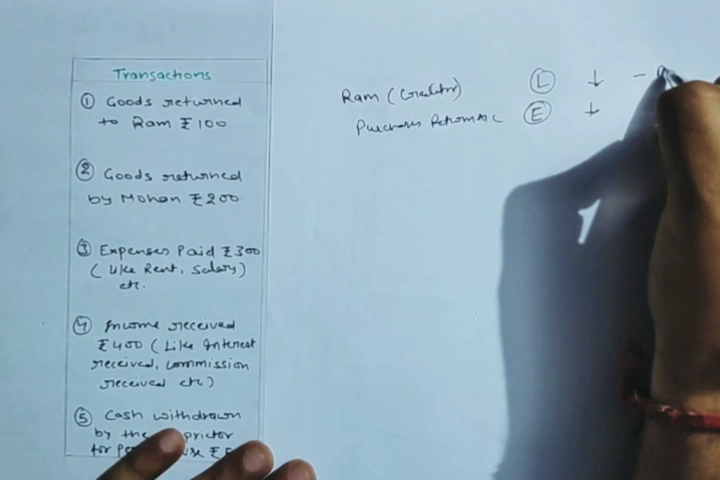 Transactions
① Goods returned
to Ram ₹100
② Goods returned
by Mohan ₹200.
③ Expenses Paid ₹300
(Like Rent, Salary)
etc.
④ Income received
₹400 (Like Interest
received, commission
received etc)
⑤ Cash withdrawn
by the
for
Ram (Creditor) Ⓛ ↓ –
Purchases Return A/c Ⓔ ↓